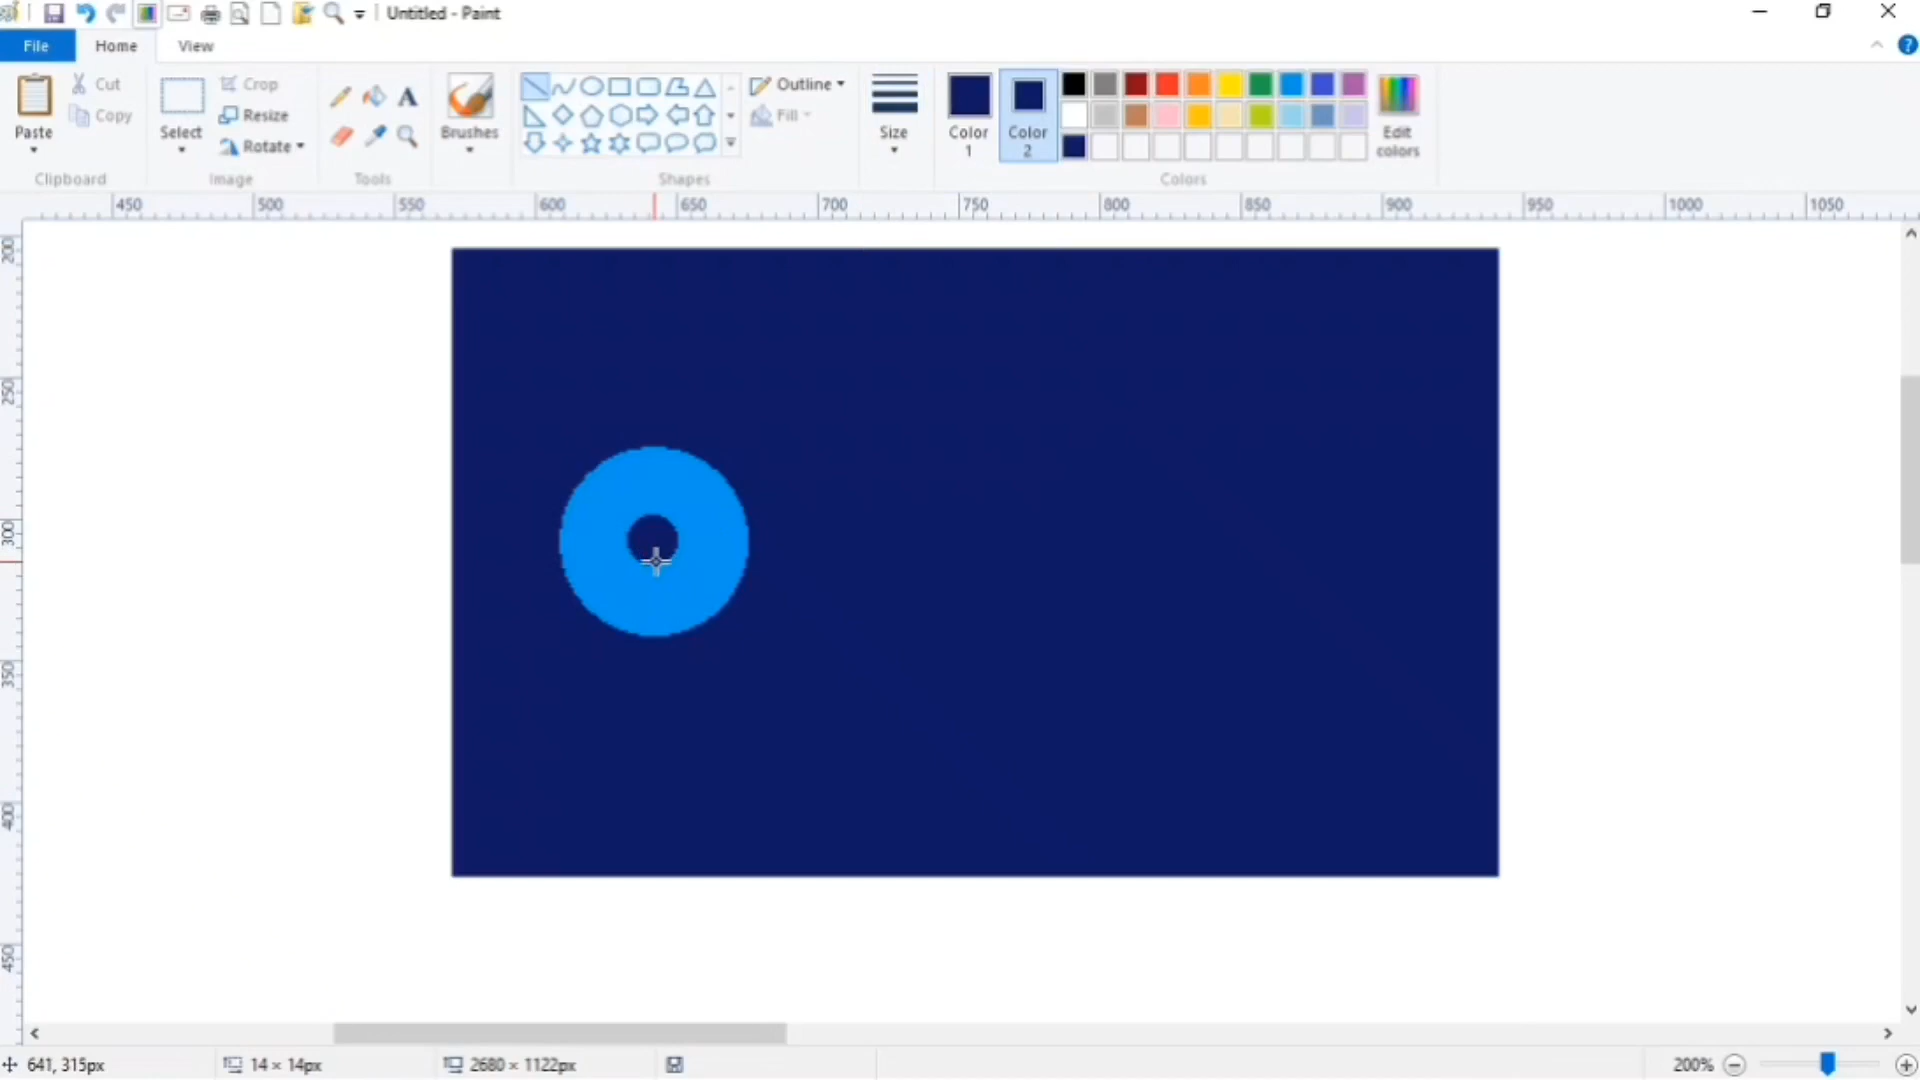 Untitled - Paint
File Home View
Paste Cut Copy
Clipboard
Select Crop Resize Rotate
Image
Tools
A
Brushes
Outline
Fill
Shapes
Size
Color 1
Color 2
Edit colors
Colors
450 500 550 600 650 700 750 800 850 900 950 1000 1050
200
250
300
350
400
450
641, 315px 14 × 14px 2680 × 1122px 200%